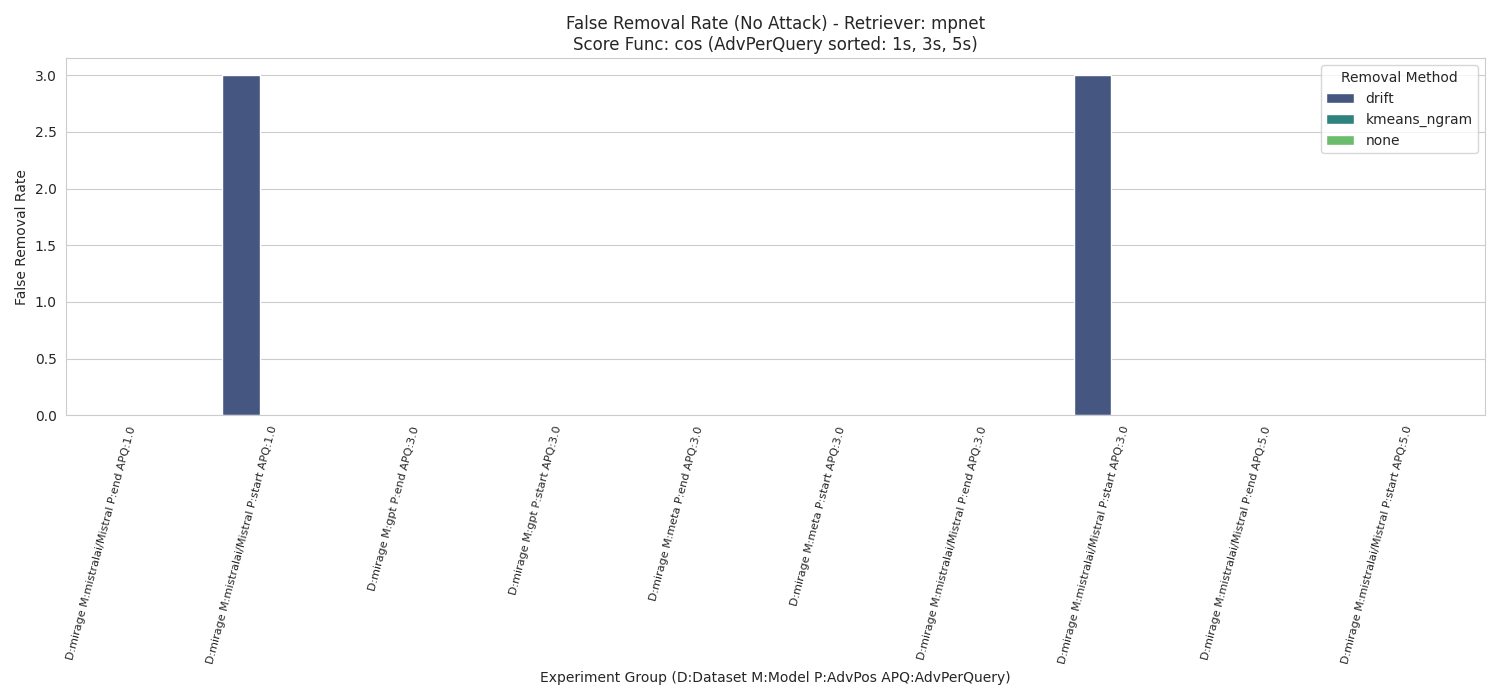 False Removal Rate (No Attack) - Retriever: mpnet
Score Func: cos (AdvPerQuery sorted: 1s, 3s, 5s)
Removal Method
drift
kmeans_ngram
none
False Removal Rate
3.0
2.5
2.0
1.5
1.0
0.5
0.0
D:mirage M:mistralai/Mistral P:end APQ:1.0
D:mirage M:mistralai/Mistral P:start APQ:1.0
D:mirage M:gpt P:end APQ:3.0
D:mirage M:gpt P:start APQ:3.0
D:mirage M:meta P:end APQ:3.0
D:mirage M:meta P:start APQ:3.0
D:mirage M:mistralai/Mistral P:end APQ:3.0
D:mirage M:mistralai/Mistral P:start APQ:3.0
D:mirage M:mistralai/Mistral P:end APQ:5.0
D:mirage M:mistralai/Mistral P:start APQ:5.0
Experiment Group (D:Dataset M:Model P:AdvPos APQ:AdvPerQuery)